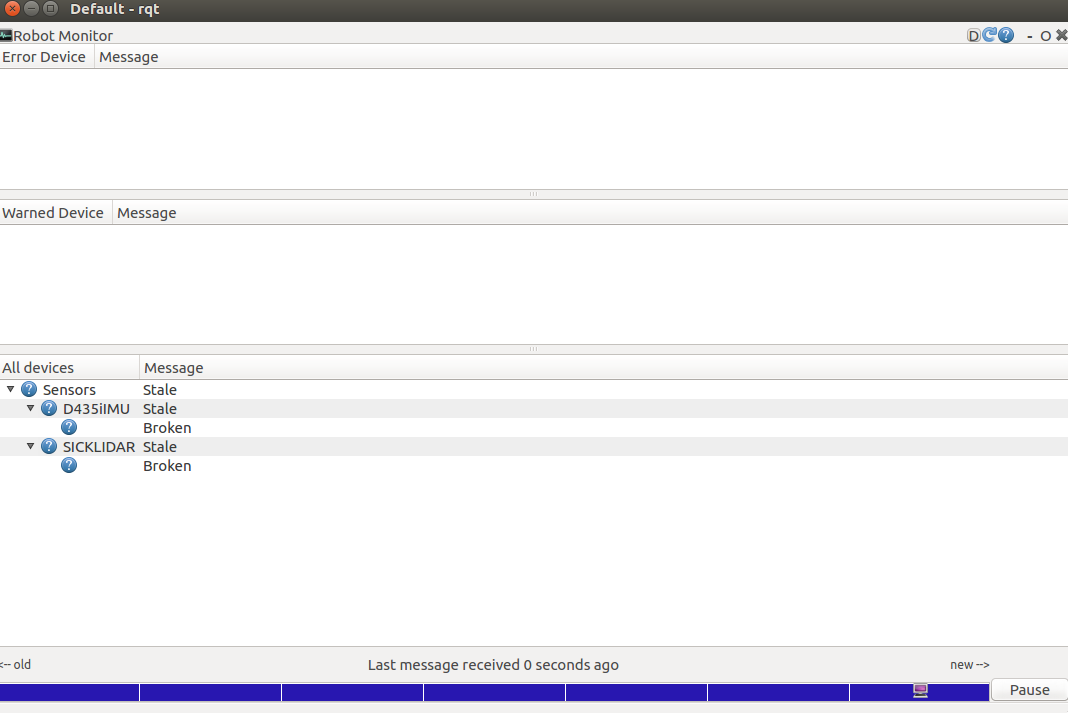 Default - rqt
Robot Monitor D ? - O
Error Device Message
Warned Device Message
All devices Message
? Sensors Stale
? D435iIMU Stale
? Broken
? SICKLIDAR Stale
? Broken
<-- old Last message received 0 seconds ago new -->
Pause